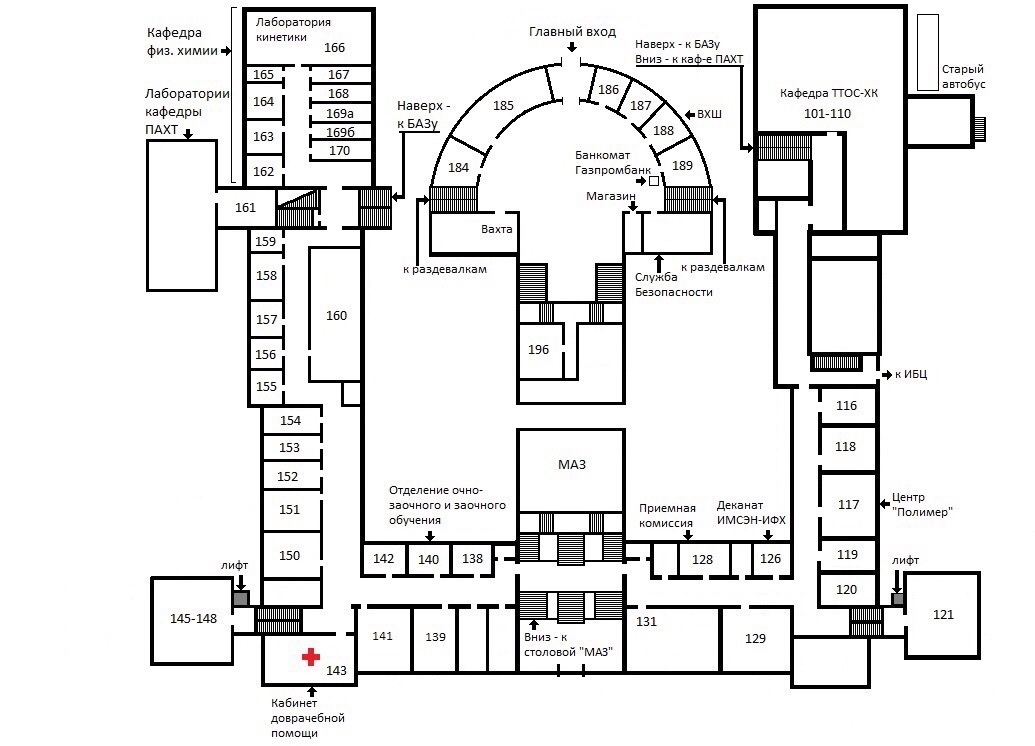 Кафедра
физ. химии
Лаборатория
кинетики
166
165
167
164
168
169а
163
169б
170
162
Лаборатории
кафедры
ПАХТ
Наверх -
к БАЗу
161
Главный вход
185
186
187
188
ВХШ
184
189
Банкомат
Газпромбанк
Магазин
Вахта
к раздевалкам
к раздевалкам
Служба
Безопасности
Наверх - к БАЗу
Вниз - к каф-е ПАХТ
Кафедра ТТОС-ХК
101-110
Старый
автобус
159
158
157
156
155
160
196
к ИБЦ
154
153
152
151
150
МАЗ
116
118
117
119
120
Центр
"Полимер"
Отделение очно-
заочного и заочного
обучения
142
140
138
Приемная
комиссия
Деканат
ИМСЭН-ИФХ
128
126
лифт
лифт
145-148
121
141
139
131
129
Вниз - к
столовой "МАЗ"
143
Кабинет
доврачебной
помощи